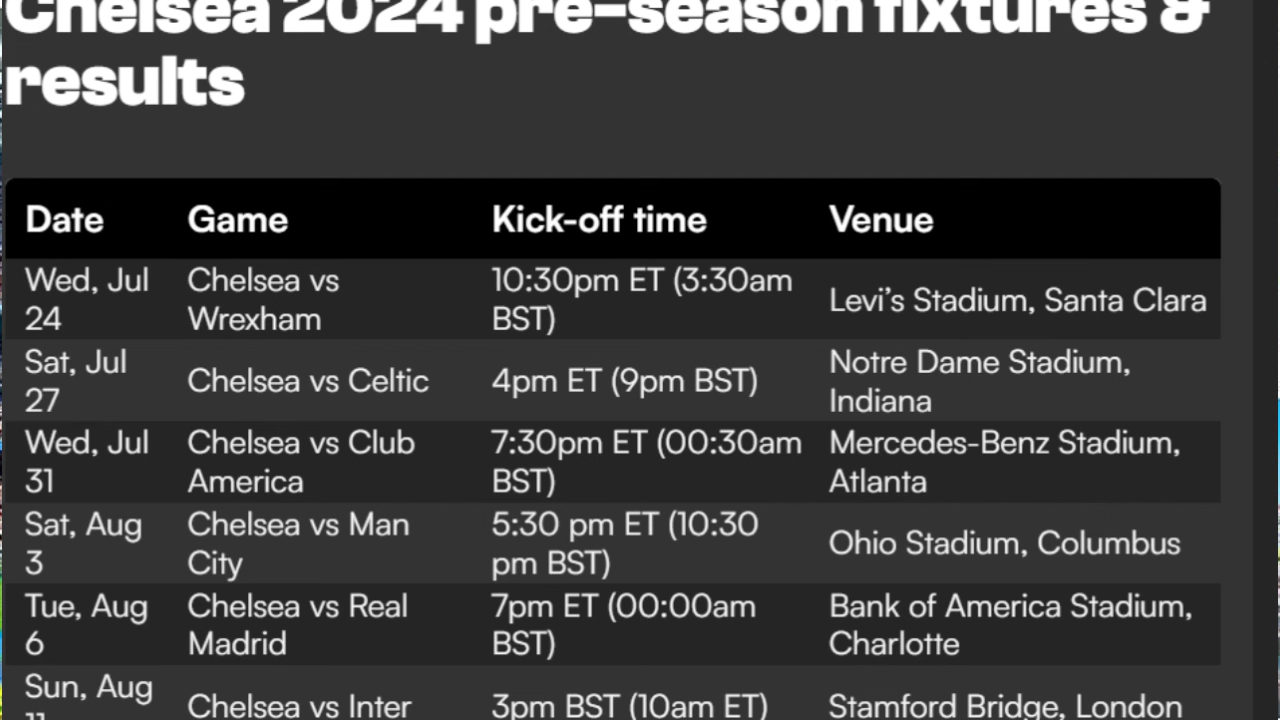 Chelsea 2024 pre-season fixtures &
results
Date Game Kick-off time Venue
Wed, Jul 24 Chelsea vs Wrexham 10:30pm ET (3:30am BST) Levi's Stadium, Santa Clara
Sat, Jul 27 Chelsea vs Celtic 4pm ET (9pm BST) Notre Dame Stadium, Indiana
Wed, Jul 31 Chelsea vs Club America 7:30pm ET (00:30am BST) Mercedes-Benz Stadium, Atlanta
Sat, Aug 3 Chelsea vs Man City 5:30 pm ET (10:30 pm BST) Ohio Stadium, Columbus
Tue, Aug 6 Chelsea vs Real Madrid 7pm ET (00:00am BST) Bank of America Stadium, Charlotte
Sun, Aug 11 Chelsea vs Inter 3pm BST (10am ET) Stamford Bridge, London